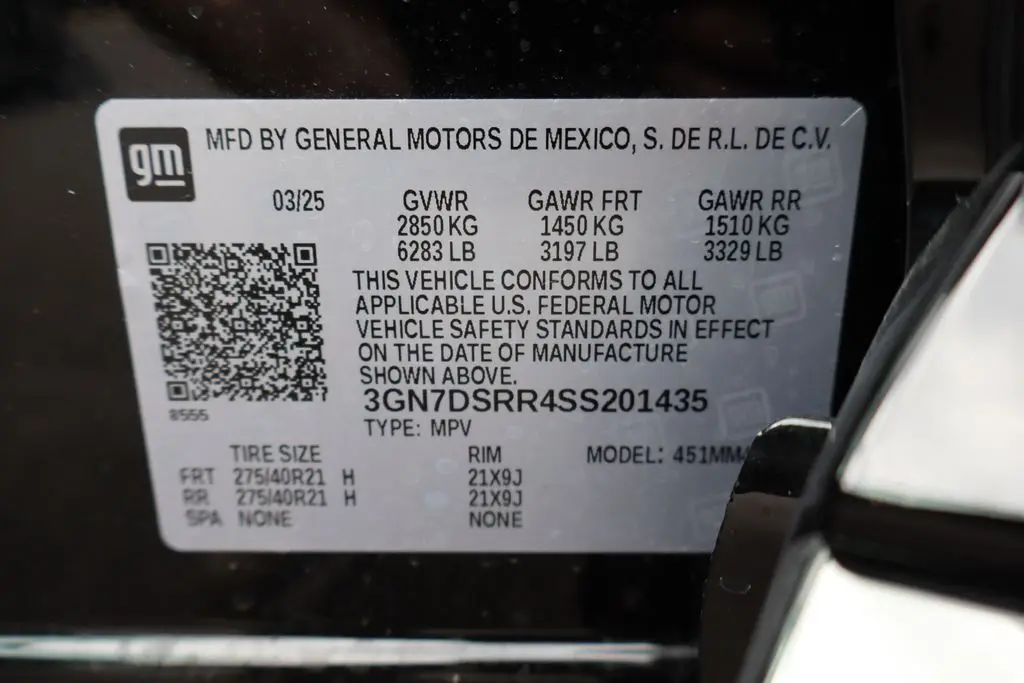 gm
MFD BY GENERAL MOTORS DE MEXICO, S. DE R.L. DE C.V.
03/25 GVWR GAWR FRT GAWR RR
2850 KG 1450 KG 1510 KG
6283 LB 3197 LB 3329 LB
THIS VEHICLE CONFORMS TO ALL
APPLICABLE U.S. FEDERAL MOTOR
VEHICLE SAFETY STANDARDS IN EFFECT
ON THE DATE OF MANUFACTURE
SHOWN ABOVE.
3GN7DSRR4SS201435
8555
TYPE: MPV
TIRE SIZE RIM MODEL:
FRT 275/40R21 H 21X9J
RR 275/40R21 H 21X9J
SPA NONE NONE